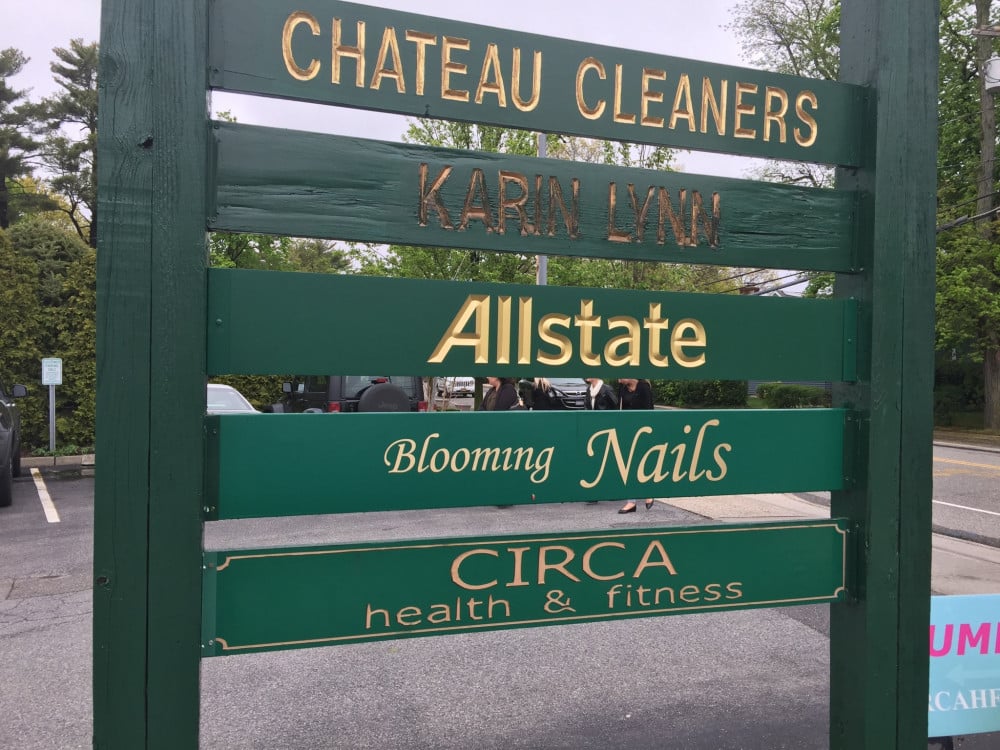 CHATEAU CLEANERS
KARIN LYNN
Allstate
Blooming Nails
CIRCA
health & fitness